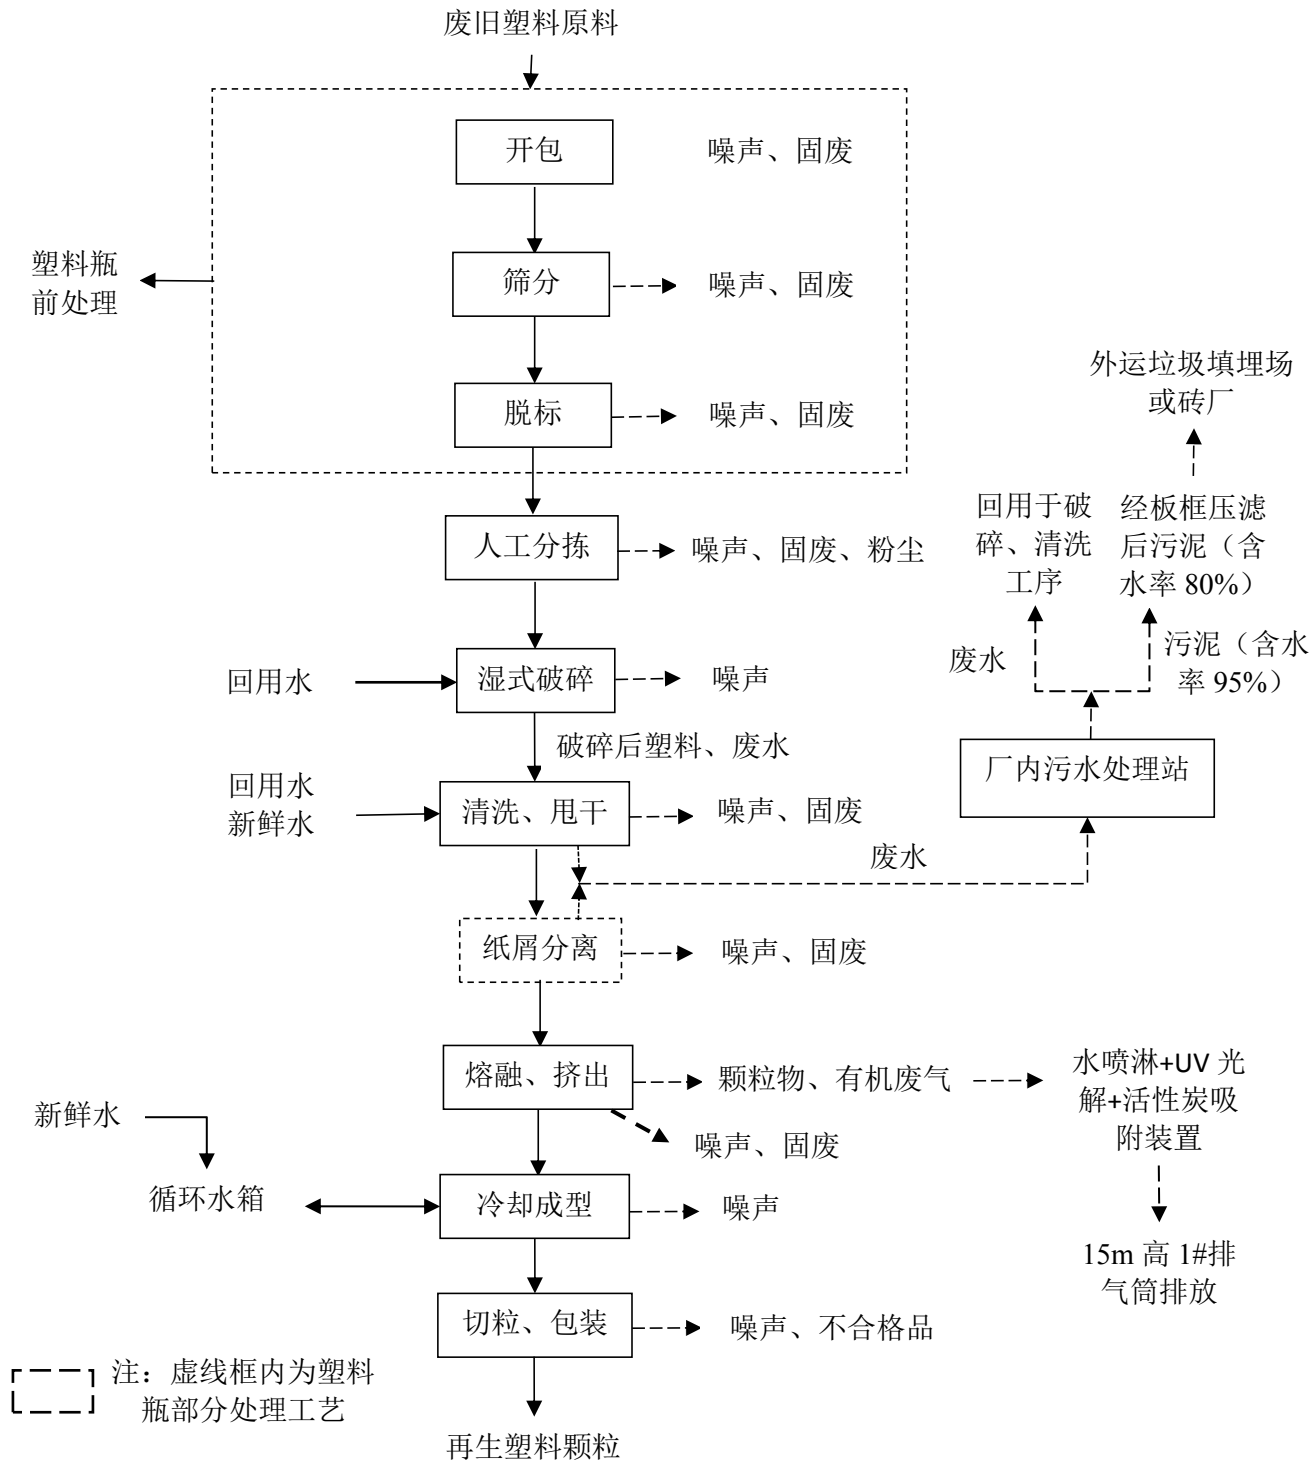 废旧塑料原料
开包
噪声、固废
塑料瓶
前处理
筛分
噪声、固废
脱标
噪声、固废
外运垃圾填埋场
或砖厂
人工分拣
噪声、固废、粉尘
回用于破
碎、清洗
工序
经板框压滤
后污泥（含
水率 80%）
回用水
湿式破碎
噪声
废水
污泥（含水
率 95%）
破碎后塑料、废水
厂内污水处理站
回用水
新鲜水
清洗、甩干
噪声、固废
废水
纸屑分离
噪声、固废
熔融、挤出
颗粒物、有机废气
水喷淋+UV 光
解+活性炭吸
附装置
新鲜水
噪声、固废
循环水箱
冷却成型
噪声
15m 高 1#排
气筒排放
切粒、包装
噪声、不合格品
注：虚线框内为塑料
瓶部分处理工艺
再生塑料颗粒